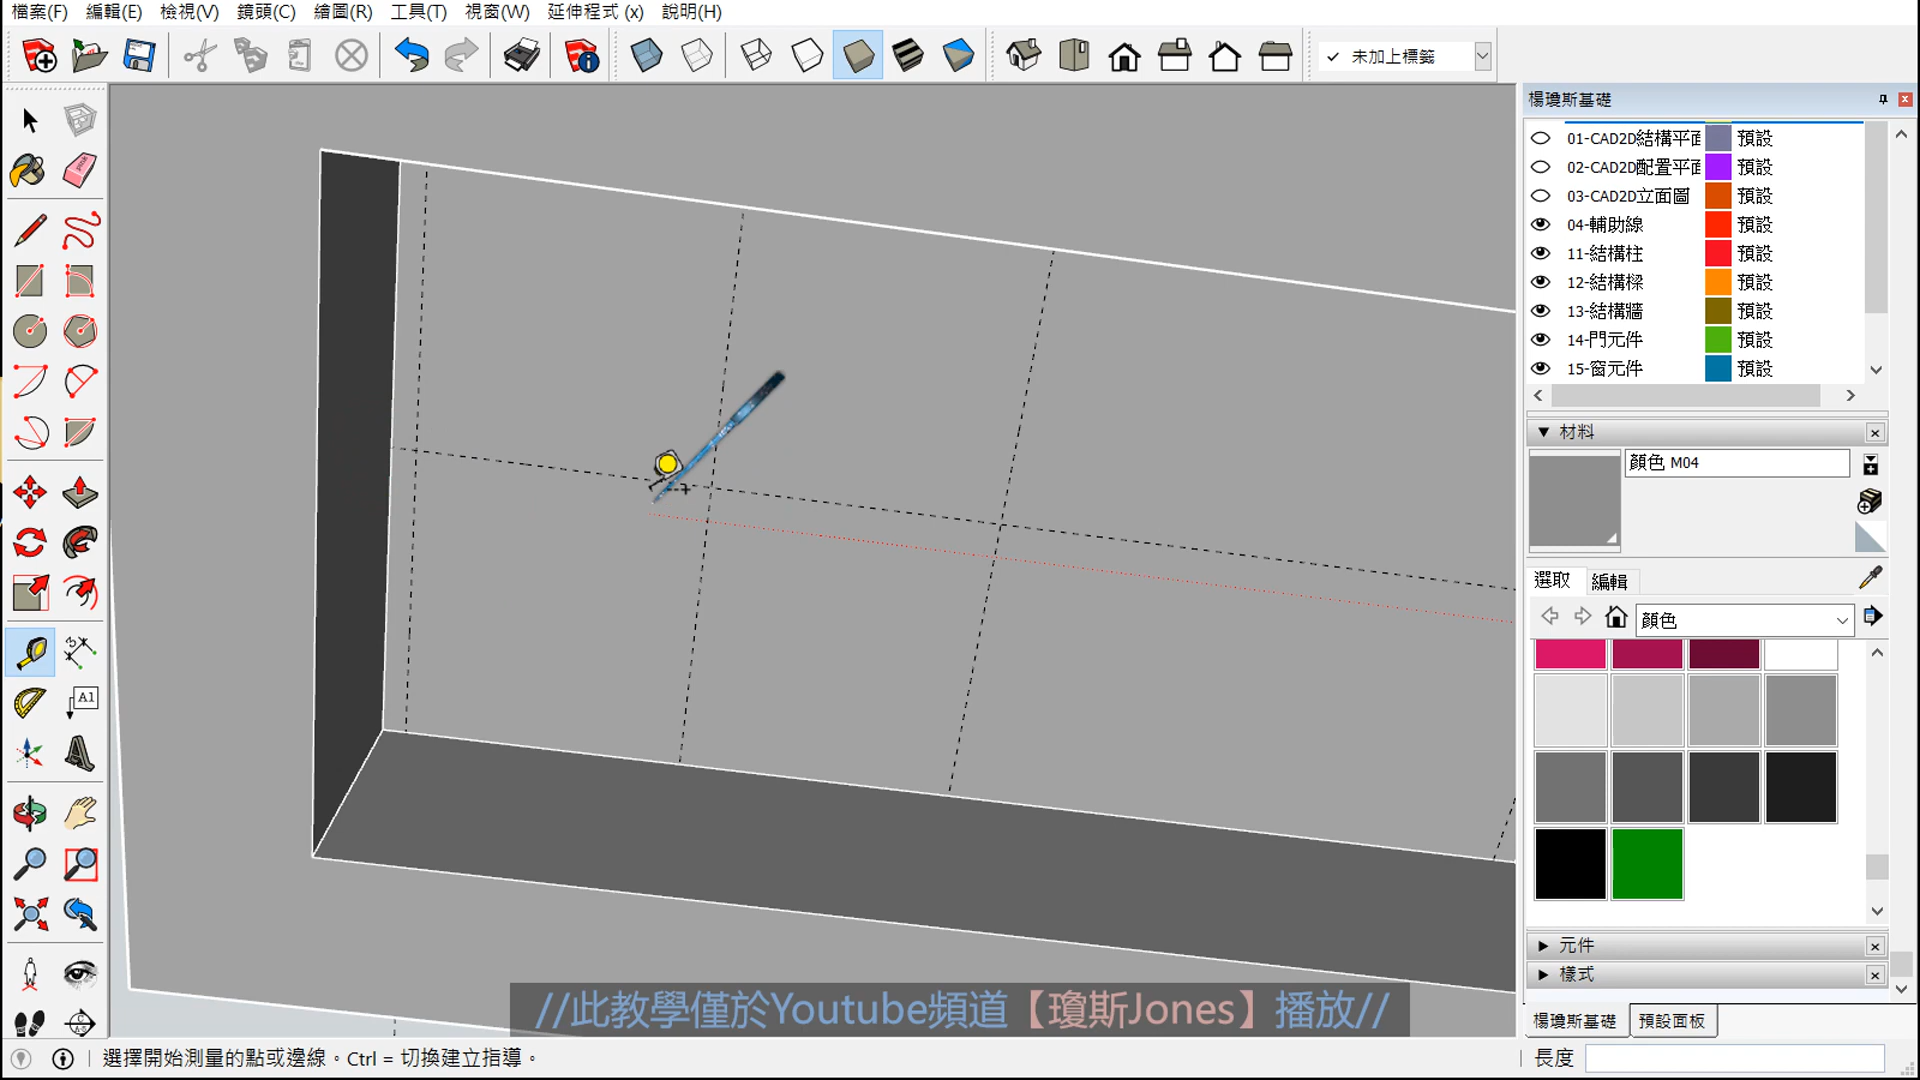 檔案(F) 編輯(E) 檢視(V) 鏡頭(C) 繪圖(R) 工具(T) 視窗(W) 延伸程式 (x) 說明(H)
未加上標籤
楊瓊斯基礎
01-CAD2D結構平面 預設
02-CAD2D配置平面 預設
03-CAD2D立面圖 預設
04-輔助線 預設
11-結構柱 預設
12-結構樑 預設
13-結構牆 預設
14-門元件 預設
15-窗元件 預設
材料
顏色 M04
選取 編輯
顏色
A1
元件
樣式
楊瓊斯基礎 預設面板
//此教學僅於Youtube頻道【瓊斯Jones】播放//
選擇開始測量的點或邊線。Ctrl = 切換建立指導。
長度